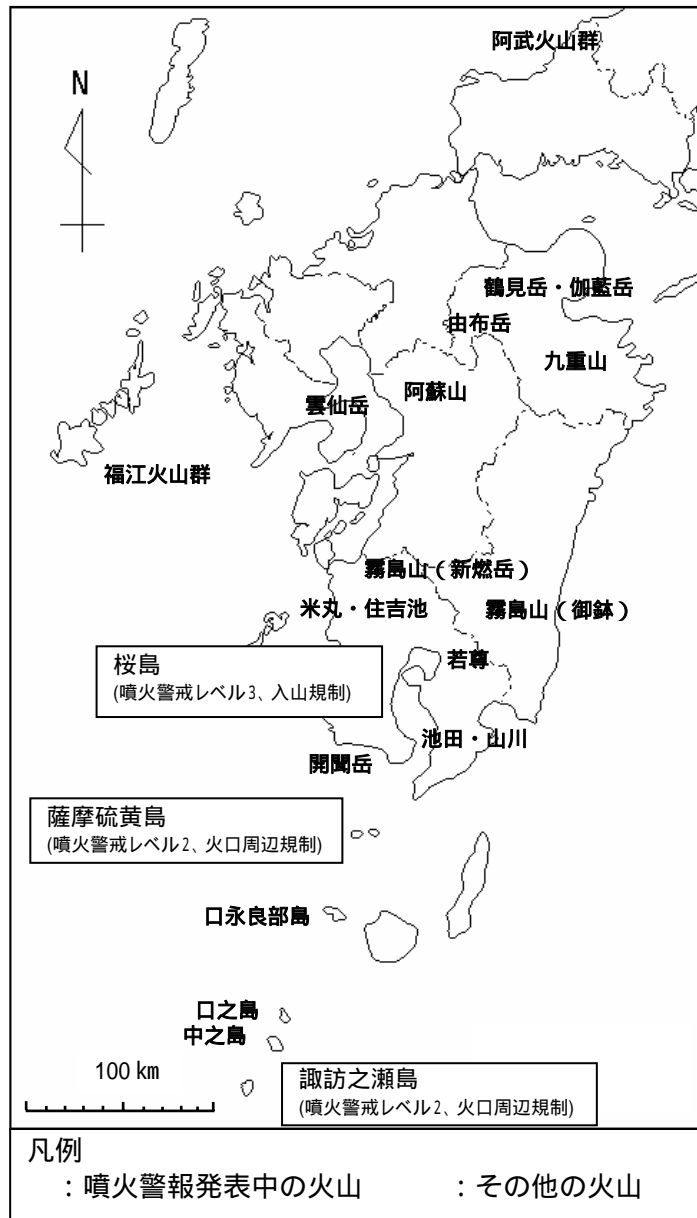 阿武火山群
N
鶴見岳・伽藍岳
由布岳
九重山
阿蘇山
雲仙岳
福江火山群
霧島山（新燃岳）
米丸・住吉池
霧島山（御鉢）
若尊
桜島
(噴火警戒レベル3、入山規制)
池田・山川
開聞岳
薩摩硫黄島
(噴火警戒レベル2、火口周辺規制)
口永良部島
口之島
中之島
100 km
諏訪之瀬島
(噴火警戒レベル2、火口周辺規制)
凡例
：噴火警報発表中の火山 ：その他の火山